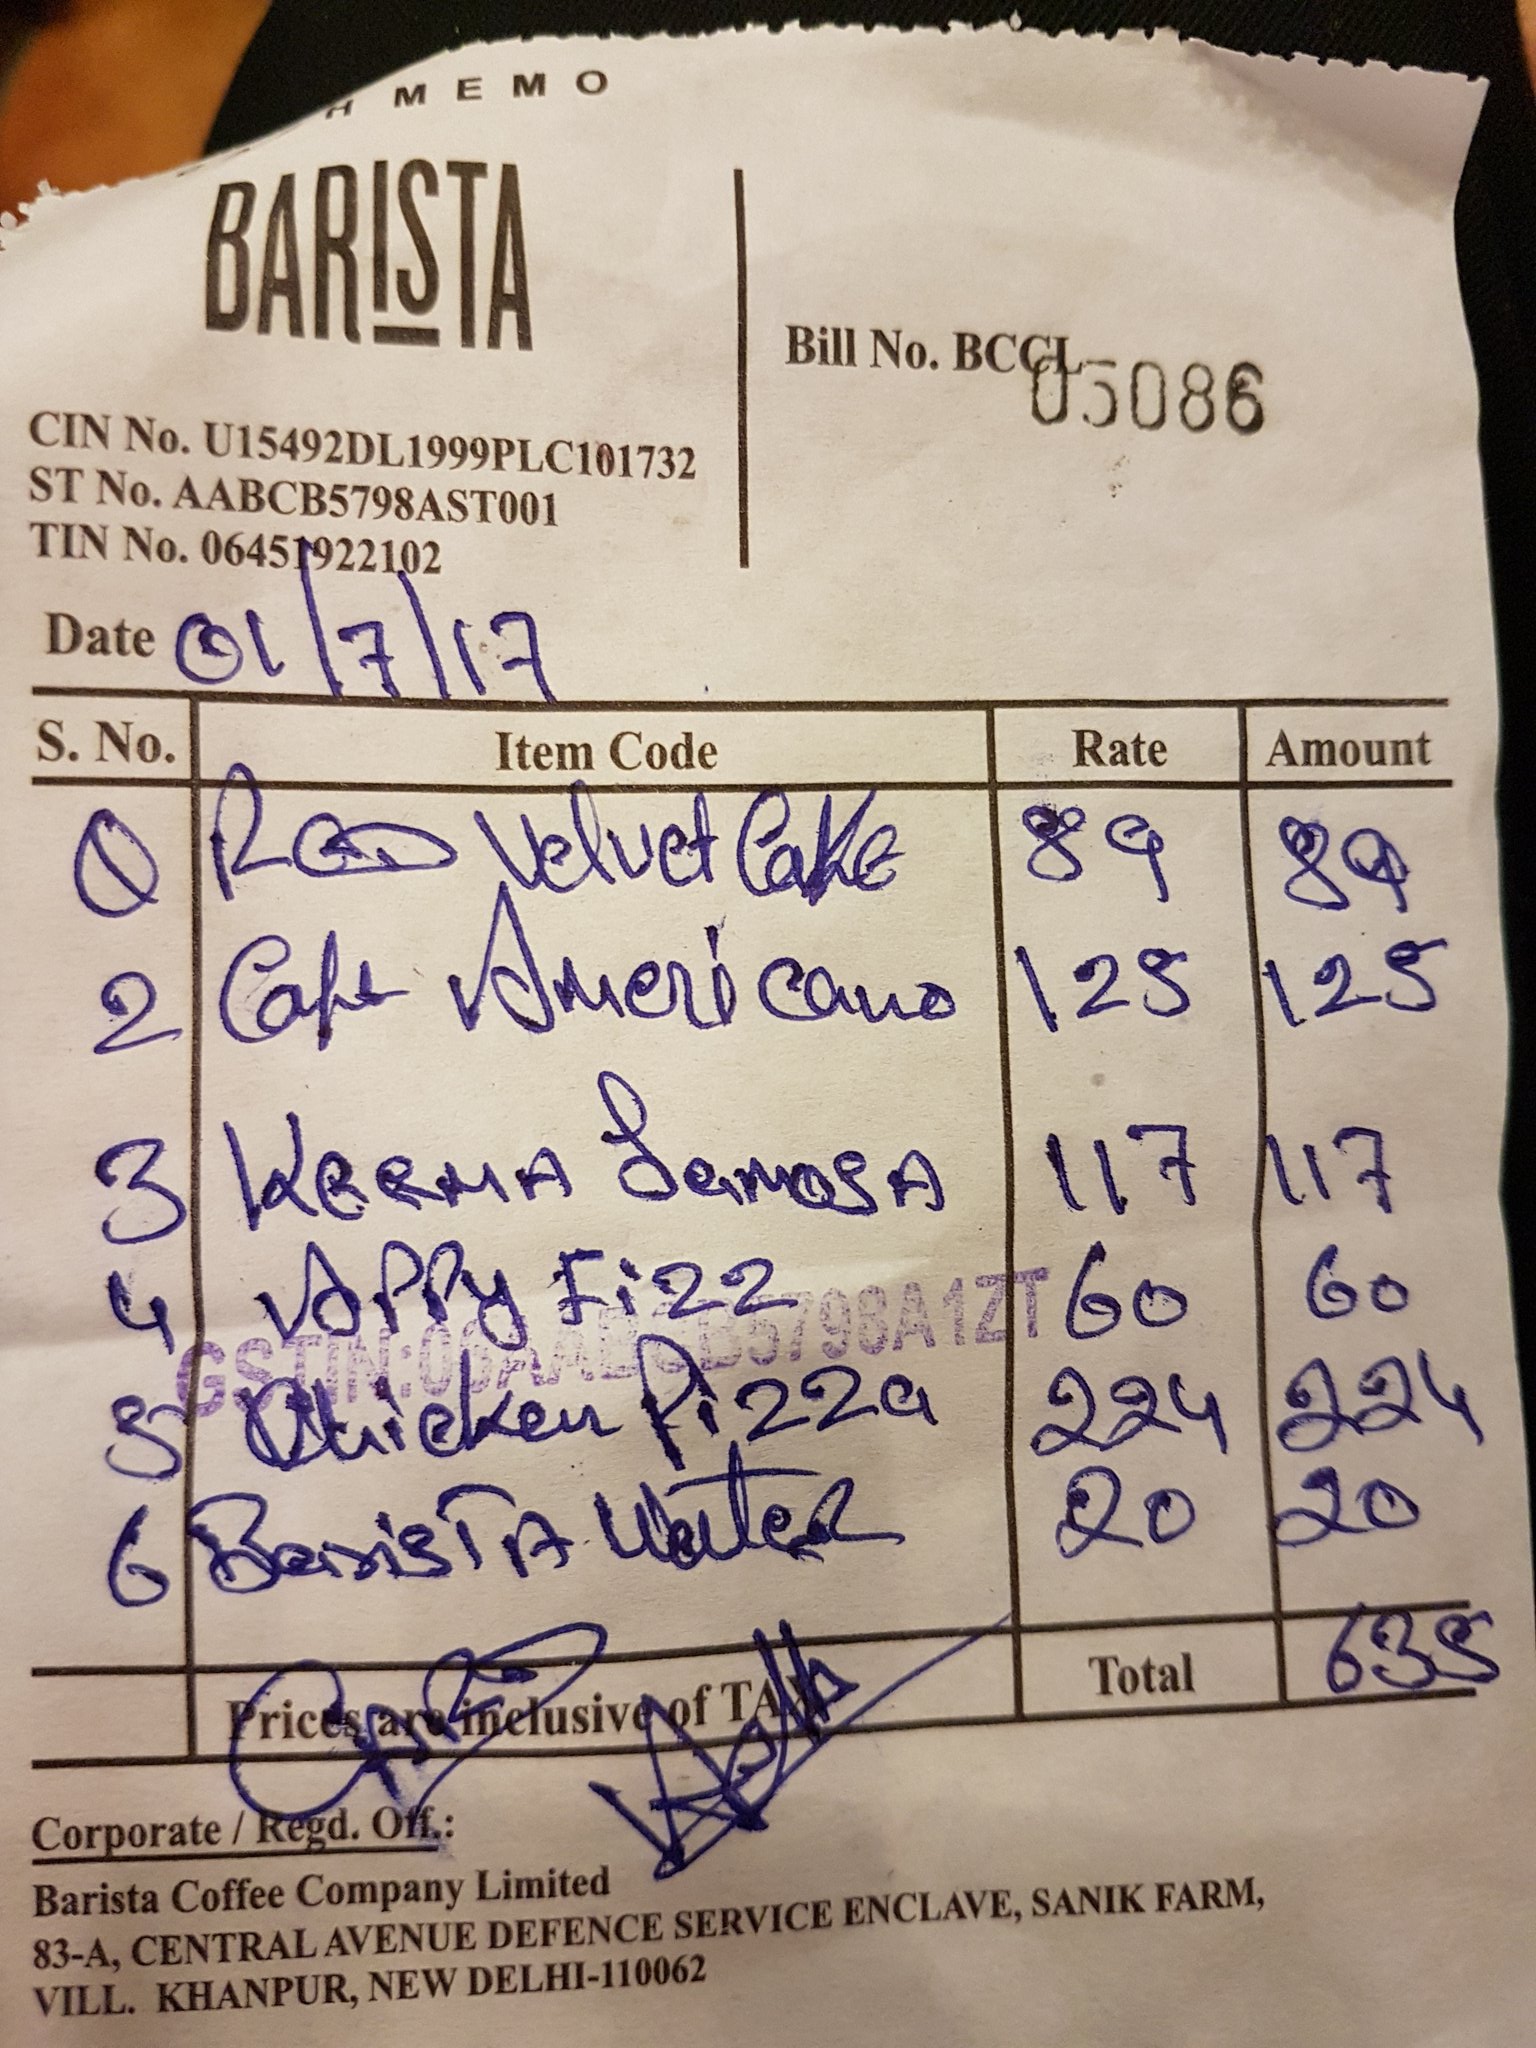 H MEMO
BARISTA
Bill No. BCCL 05086
CIN No. U15492DL1999PLC101732
ST No. AABCB5798AST001
TIN No. 06451922102
Date 01/7/17
S. No. Item Code Rate Amount
1 Red Velvet Cake 89 89
2 Cafe Americano 125 125
3 Keema Samosa 117 117
4 Appy Fizz 60 60
GSTIN:06AABCB5798A1ZT
5 Chicken Pizza 224 224
6 Barista Water 20 20
Prices are inclusive of TAX Total 635
Corporate / Regd. Off.:
Barista Coffee Company Limited
83-A, CENTRAL AVENUE DEFENCE SERVICE ENCLAVE, SANIK FARM,
VILL. KHANPUR, NEW DELHI-110062